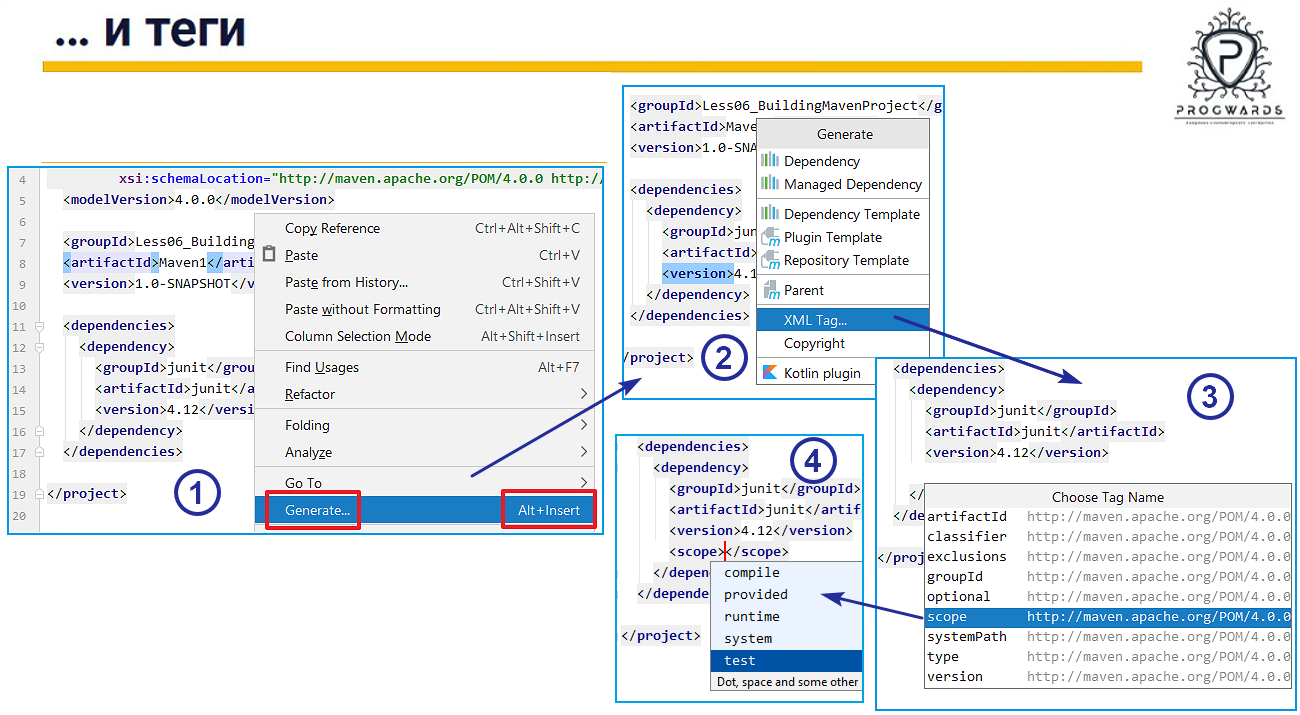 ... и теги
PROGWARDS
4 xsi:schemaLocation="http://maven.apache.org/POM/4.0.0 http:/
5 <modelVersion>4.0.0</modelVersion>
6
7 <groupId>Less06_Building
8 <artifactId>Maven1</arti
9 <version>1.0-SNAPSHOT</v
10
11 <dependencies>
12 <dependency>
13 <groupId>junit</grou
14 <artifactId>junit</a
15 <version>4.12</versi
16 </dependency>
17 </dependencies>
18
19 </project>
20
Copy Reference Ctrl+Alt+Shift+C
Paste Ctrl+V
Paste from History... Ctrl+Shift+V
Paste without Formatting Ctrl+Alt+Shift+V
Column Selection Mode Alt+Shift+Insert
Find Usages Alt+F7
Refactor
Folding
Analyze
Go To
Generate... Alt+Insert
1
<groupId>Less06_BuildingMavenProject</g
<artifactId>Mave
<version>1.0-SNA
<dependencies>
<dependency>
<groupId>jun
<artifactId>
<version>4.1
</dependency>
</dependencies>
/project>
2
Generate
Dependency
Managed Dependency
Dependency Template
Plugin Template
Repository Template
Parent
XML Tag...
Copyright
Kotlin plugin
<dependencies>
<dependency>
<groupId>junit</groupId>
<artifactId>junit</artifactId>
<version>4.12</version>
</
</de
</proj
3
Choose Tag Name
artifactId http://maven.apache.org/POM/4.0.0
classifier http://maven.apache.org/POM/4.0.0
exclusions http://maven.apache.org/POM/4.0.0
groupId http://maven.apache.org/POM/4.0.0
optional http://maven.apache.org/POM/4.0.0
scope http://maven.apache.org/POM/4.0.0
systemPath http://maven.apache.org/POM/4.0.0
type http://maven.apache.org/POM/4.0.0
version http://maven.apache.org/POM/4.0.0
<dependencies>
<dependency>
<groupId>junit</groupId>
<artifactId>junit</artif
<version>4.12</version>
<scope></scope>
</depen
</depende
</project>
4
compile
provided
runtime
system
test
Dot, space and some other